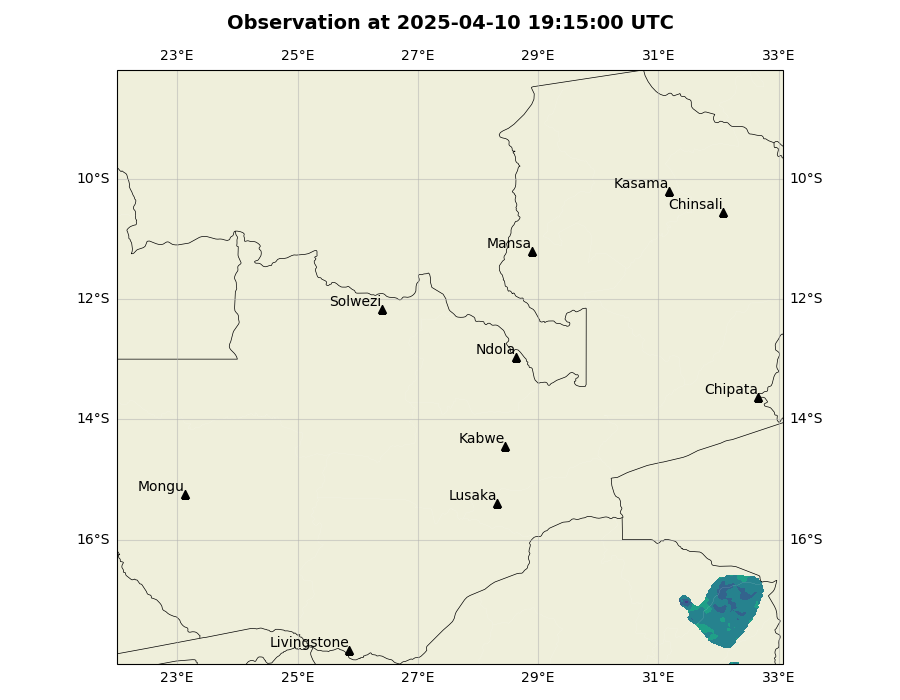 Observation at 2025-04-10 19:15:00 UTC
23°E 25°E 27°E 29°E 31°E 33°E
10°S 10°S
Kasama
Chinsali
Mansa
12°S 12°S
Solwezi
Ndola
Chipata
14°S 14°S
Kabwe
Mongu
Lusaka
16°S 16°S
Livingstone
23°E 25°E 27°E 29°E 31°E 33°E